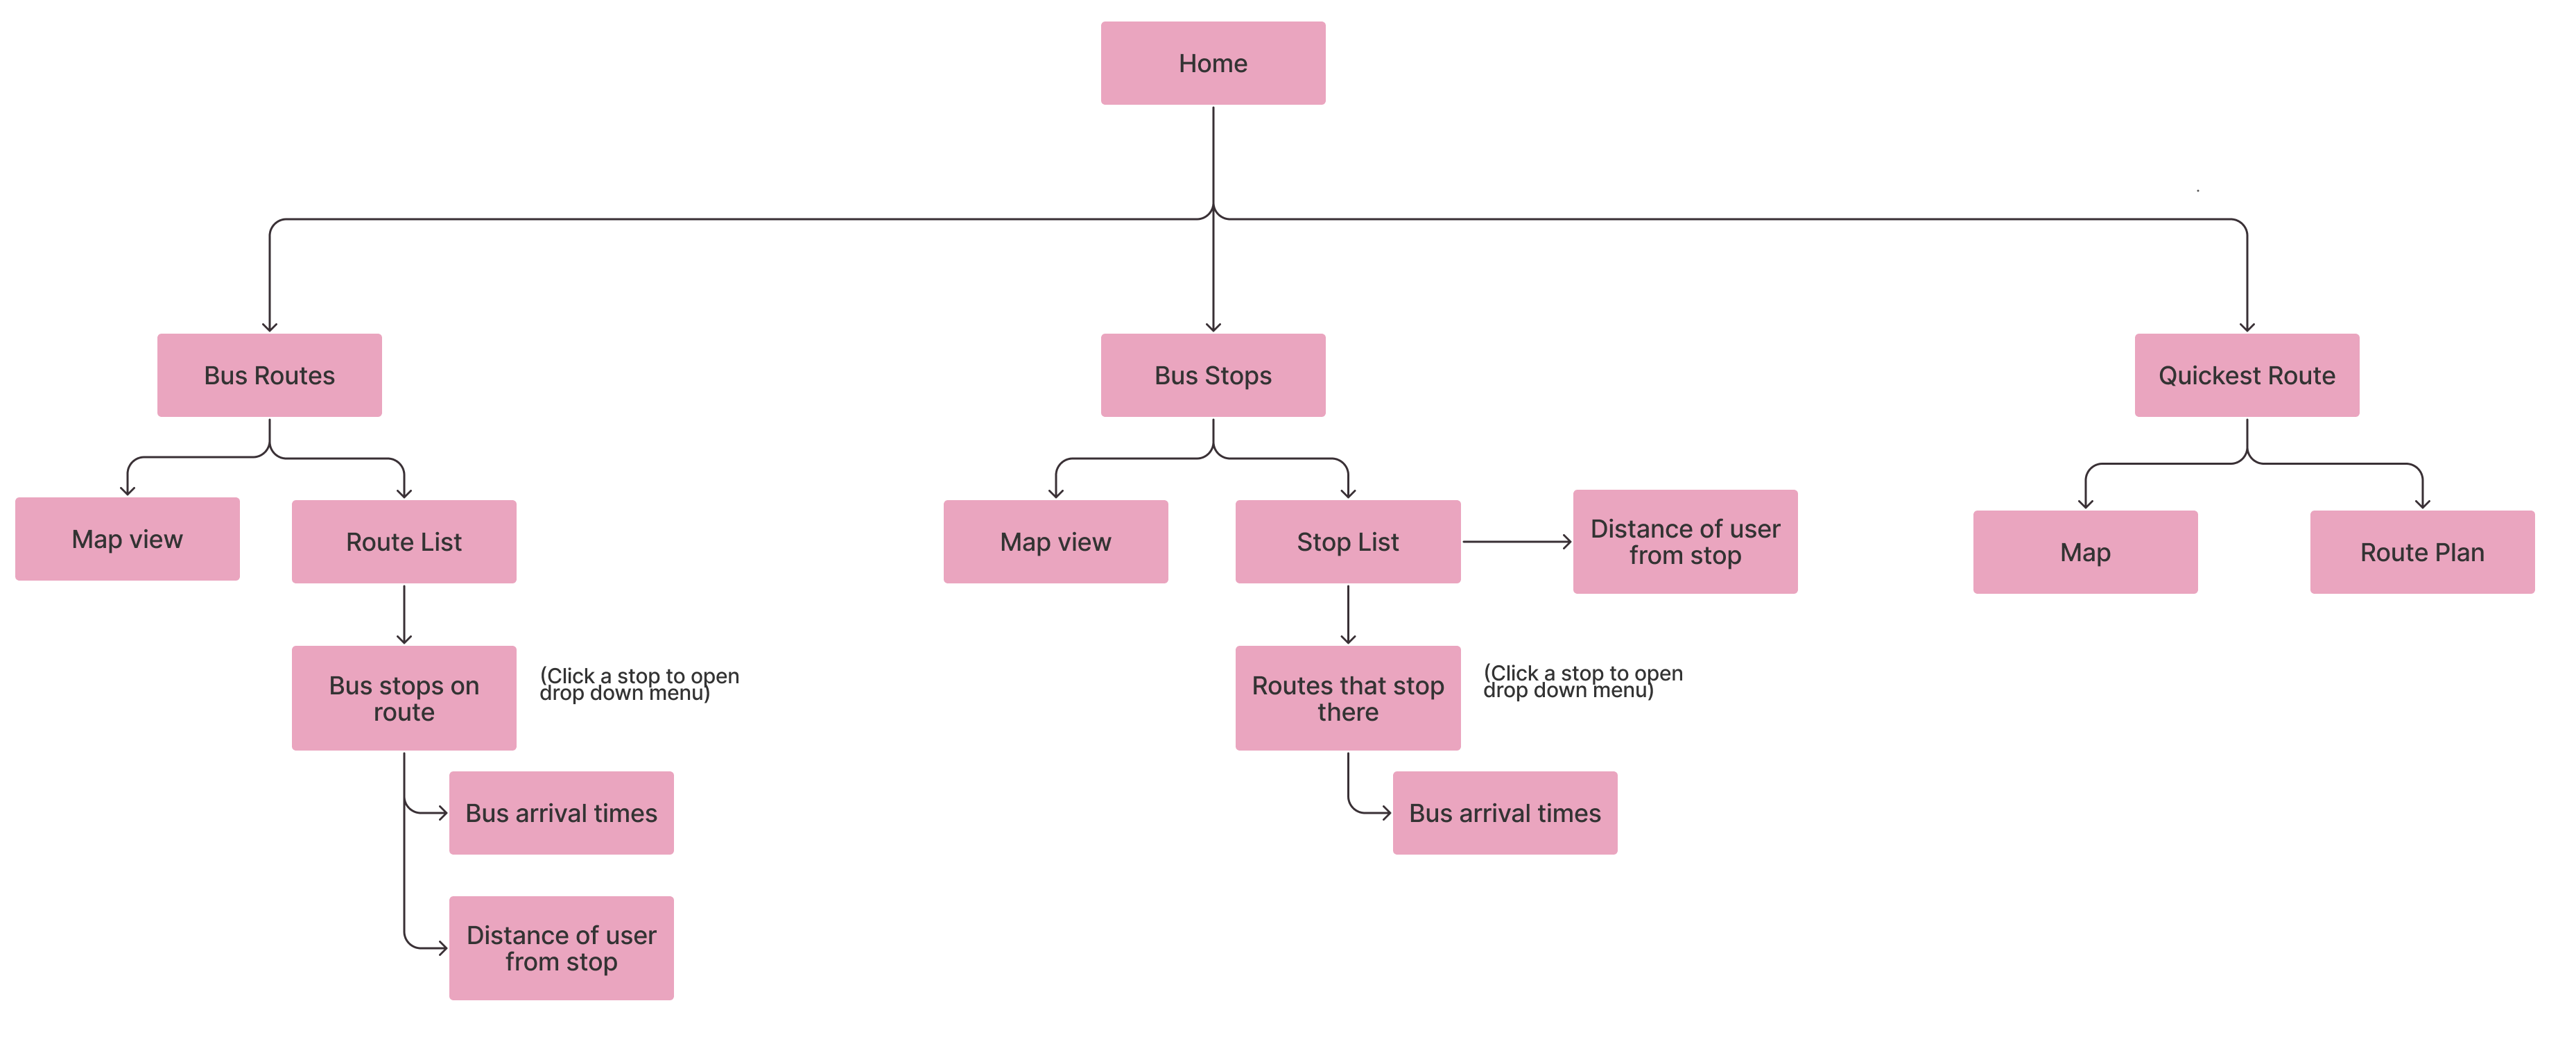 Home
Bus Routes
Bus Stops
Quickest Route
Map view
Route List
Map view
Stop List
Distance of user
from stop
Map
Route Plan
Bus stops on
route
(Click a stop to open
drop down menu)
Routes that stop
there
(Click a stop to open
drop down menu)
Bus arrival times
Bus arrival times
Distance of user
from stop